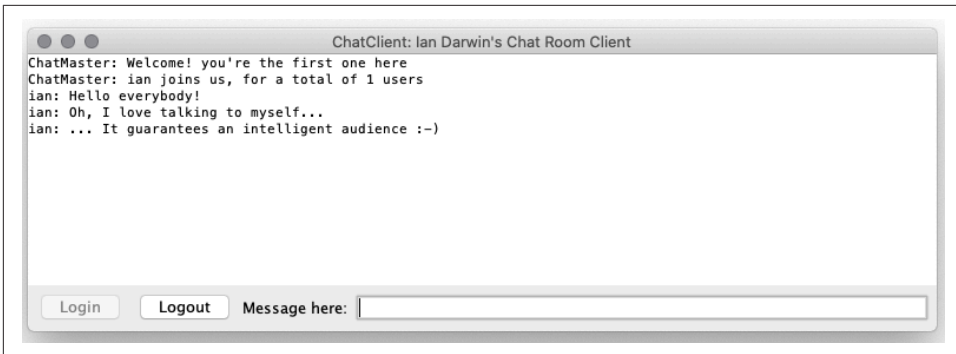 ChatClient: Ian Darwin's Chat Room Client
ChatMaster: Welcome! you're the first one here
ChatMaster: ian joins us, for a total of 1 users
ian: Hello everybody!
ian: Oh, I love talking to myself...
ian: ... It guarantees an intelligent audience :-)
Login Logout Message here: